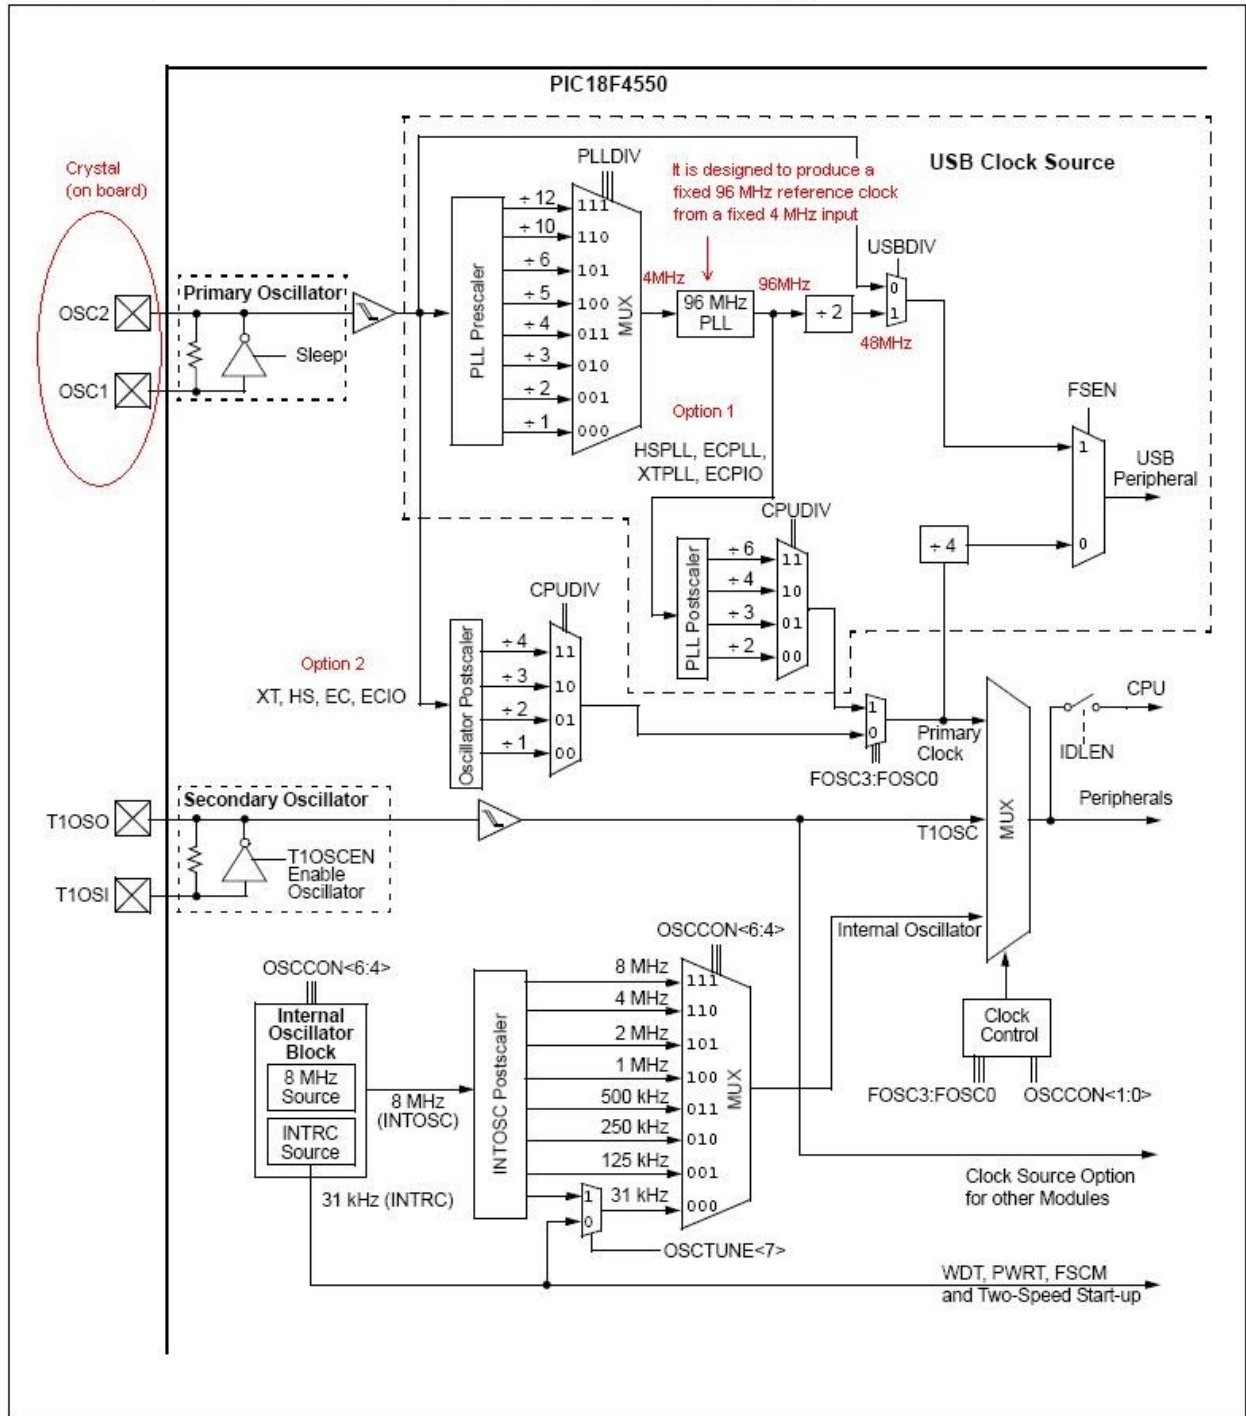 PIC18F4550
USB Clock Source
Crystal
(on board)
PLLDIV
It is designed to produce a
fixed 96 MHz reference clock
from a fixed 4 MHz input
USBDIV
÷ 12
111
÷ 10
110
÷ 6
101
÷ 5
100
÷ 4
011
÷ 3
010
÷ 2
001
÷ 1
000
PLL Prescaler
MUX
4MHz
96 MHz
PLL
96MHz
÷ 2
0
1
48MHz
OSC2
OSC1
Primary Oscillator
Sleep
Option 1
HSPLL, ECPLL,
XTPLL, ECPIO
FSEN
1
USB
Peripheral
0
÷ 4
CPUDIV
PLL Postscaler
÷ 6
11
÷ 4
10
÷ 3
01
÷ 2
00
CPUDIV
Oscillator Postscaler
÷ 4
11
÷ 3
10
÷ 2
01
÷ 1
00
Option 2
XT, HS, EC, ECIO
1
0
Primary
Clock
FOSC3:FOSC0
MUX
CPU
IDLEN
Peripherals
Secondary Oscillator
T1OSO
T1OSI
T1OSCEN
Enable
Oscillator
T1OSC
Internal Oscillator
OSCCON<6:4>
OSCCON<6:4>
Internal
Oscillator
Block
8 MHz
Source
INTRC
Source
8 MHz
(INTOSC)
31 kHz (INTRC)
INTOSC Postscaler
8 MHz
111
4 MHz
110
2 MHz
101
1 MHz
100
500 kHz
011
250 kHz
010
125 kHz
001
1
31 kHz
000
0
MUX
OSCTUNE<7>
Clock
Control
FOSC3:FOSC0
OSCCON<1:0>
Clock Source Option
for other Modules
WDT, PWRT, FSCM
and Two-Speed Start-up